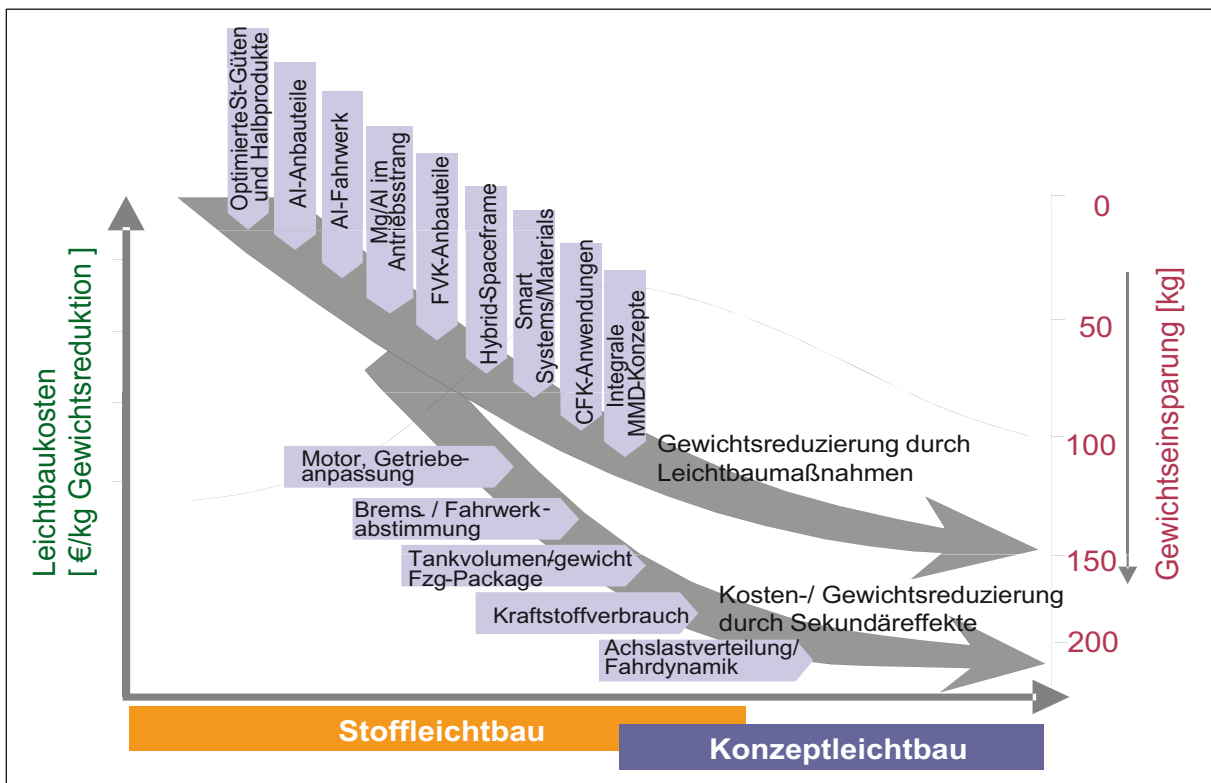 Optimierte St-Güten
und Halbprodukte
Al-Anbauteile
Al-Fahrwerk
Mg/Al im
Antriebsstrang
FVK-Anbauteile
Hybrid-Spaceframe
Smart
Systems/Materials
CFK-Anwendungen
Integrale
MMD-Konzepte
Leichtbaukosten
[ €/kg Gewichtsreduktion ]
0
50
100
150
200
Gewichtseinsparung [kg]
Gewichtsreduzierung durch
Leichtbaumaßnahmen
Motor, Getriebe-
anpassung
Brems. / Fahrwerk-
abstimmung
Tankvolumen/gewicht
Fzg-Package
Kraftstoffverbrauch
Achslastverteilung/
Fahrdynamik
Kosten-/ Gewichtsreduzierung
durch Sekundäreffekte
Stoffleichtbau
Konzeptleichtbau